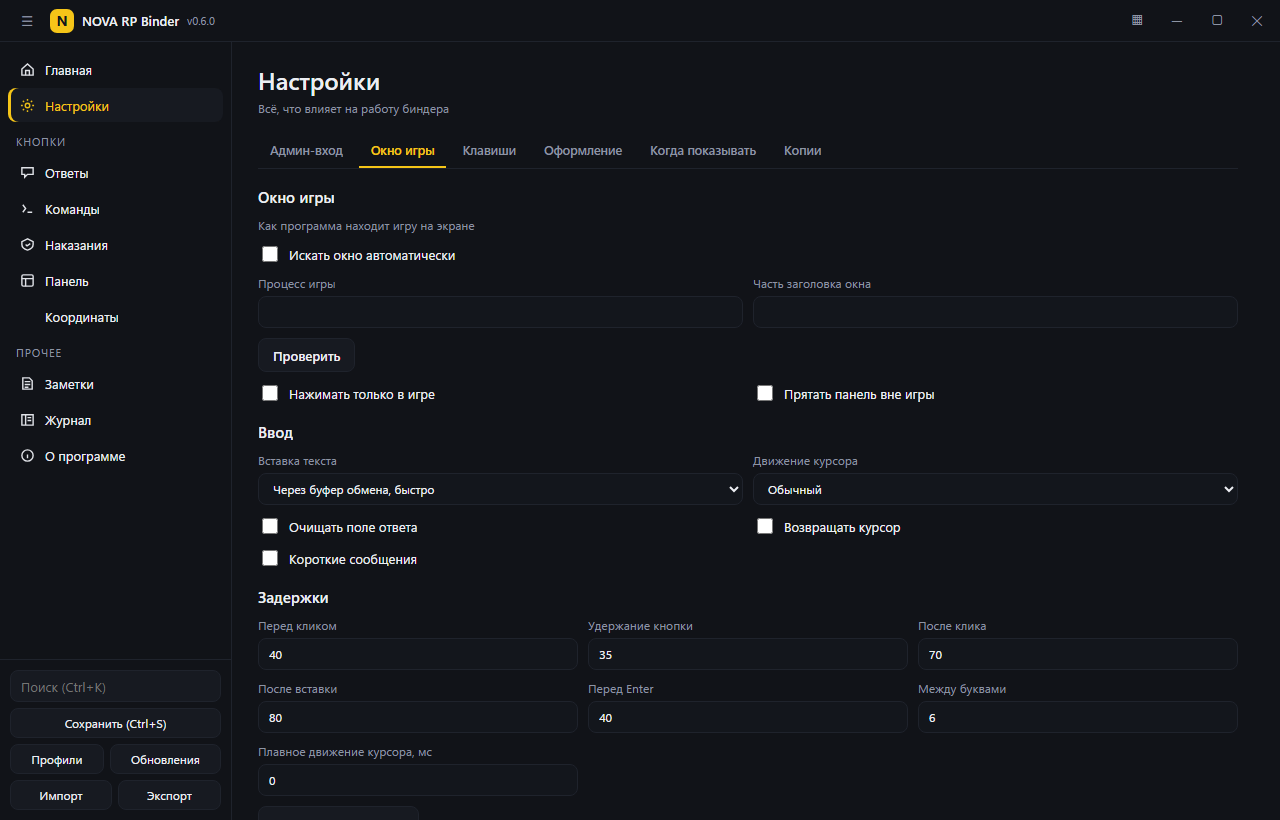 ☰ N NOVA RP Binder v0.6.0
Главная
Настройки
КНОПКИ
Ответы
Команды
Наказания
Панель
Координаты
ПРОЧЕЕ
Заметки
Журнал
О программе
Поиск (Ctrl+K)
Сохранить (Ctrl+S)
Профили Обновления
Импорт Экспорт
Настройки
Всё, что влияет на работу биндера
Админ-вход Окно игры Клавиши Оформление Когда показывать Копии
Окно игры
Как программа находит игру на экране
Искать окно автоматически
Процесс игры Часть заголовка окна
Проверить
Нажимать только в игре Прятать панель вне игры
Ввод
Вставка текста Движение курсора
Через буфер обмена, быстро Обычный
Очищать поле ответа Возвращать курсор
Короткие сообщения
Задержки
Перед кликом Удержание кнопки После клика
40 35 70
После вставки Перед Enter Между буквами
80 40 6
Плавное движение курсора, мс
0